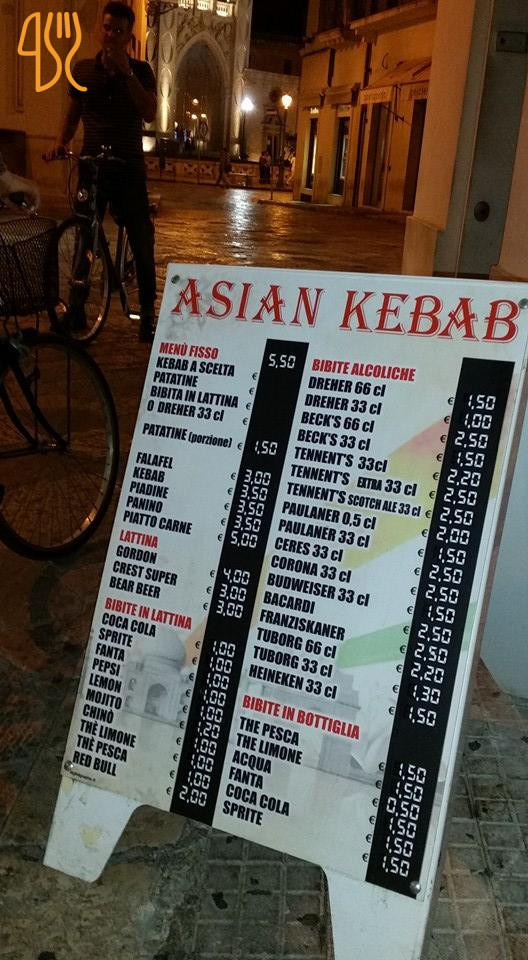 ASIAN KEBAB
MENÙ FISSO
KEBAB A SCELTA € 5,50
PATATINE
BIBITA IN LATTINA
O DREHER 33 cl
PATATINE (porzione) € 1,50
FALAFEL € 3,00
KEBAB € 3,50
PIADINE € 3,50
PANINO € 3,50
PIATTO CARNE € 5,00
LATTINA
GORDON € 4,00
CREST SUPER € 3,00
BEAR BEER € 3,00
BIBITE IN LATTINA
COCA COLA € 1,00
SPRITE € 1,00
FANTA € 1,00
PEPSI € 1,00
LEMON € 1,00
MOJITO € 1,20
CHINÒ € 1,00
THE LIMONE € 1,00
THÈ PESCA € 1,00
RED BULL € 2,00
BIBITE ALCOLICHE
DREHER 66 cl € 1,50
DREHER 33 cl € 1,00
BECK'S 66 cl € 2,50
BECK'S 33 cl € 1,50
TENNENT'S 33cl € 2,20
TENNENT'S EXTRA 33 cl € 2,50
TENNENT'S SCOTCH ALE 33 cl € 2,50
PAULANER 0,5 cl € 2,00
PAULANER 33 cl € 1,50
CERES 33 cl € 2,50
CORONA 33 cl € 2,50
BUDWEISER 33 cl € 1,50
BACARDI € 2,50
FRANZISKANER € 2,50
TUBORG 66 cl € 2,20
TUBORG 33 cl € 1,30
HEINEKEN 33 cl € 1,50
BIBITE IN BOTTIGLIA
THE PESCA € 1,50
THE LIMONE € 1,50
ACQUA € 0,50
FANTA € 1,50
COCA COLA € 1,50
SPRITE € 1,50